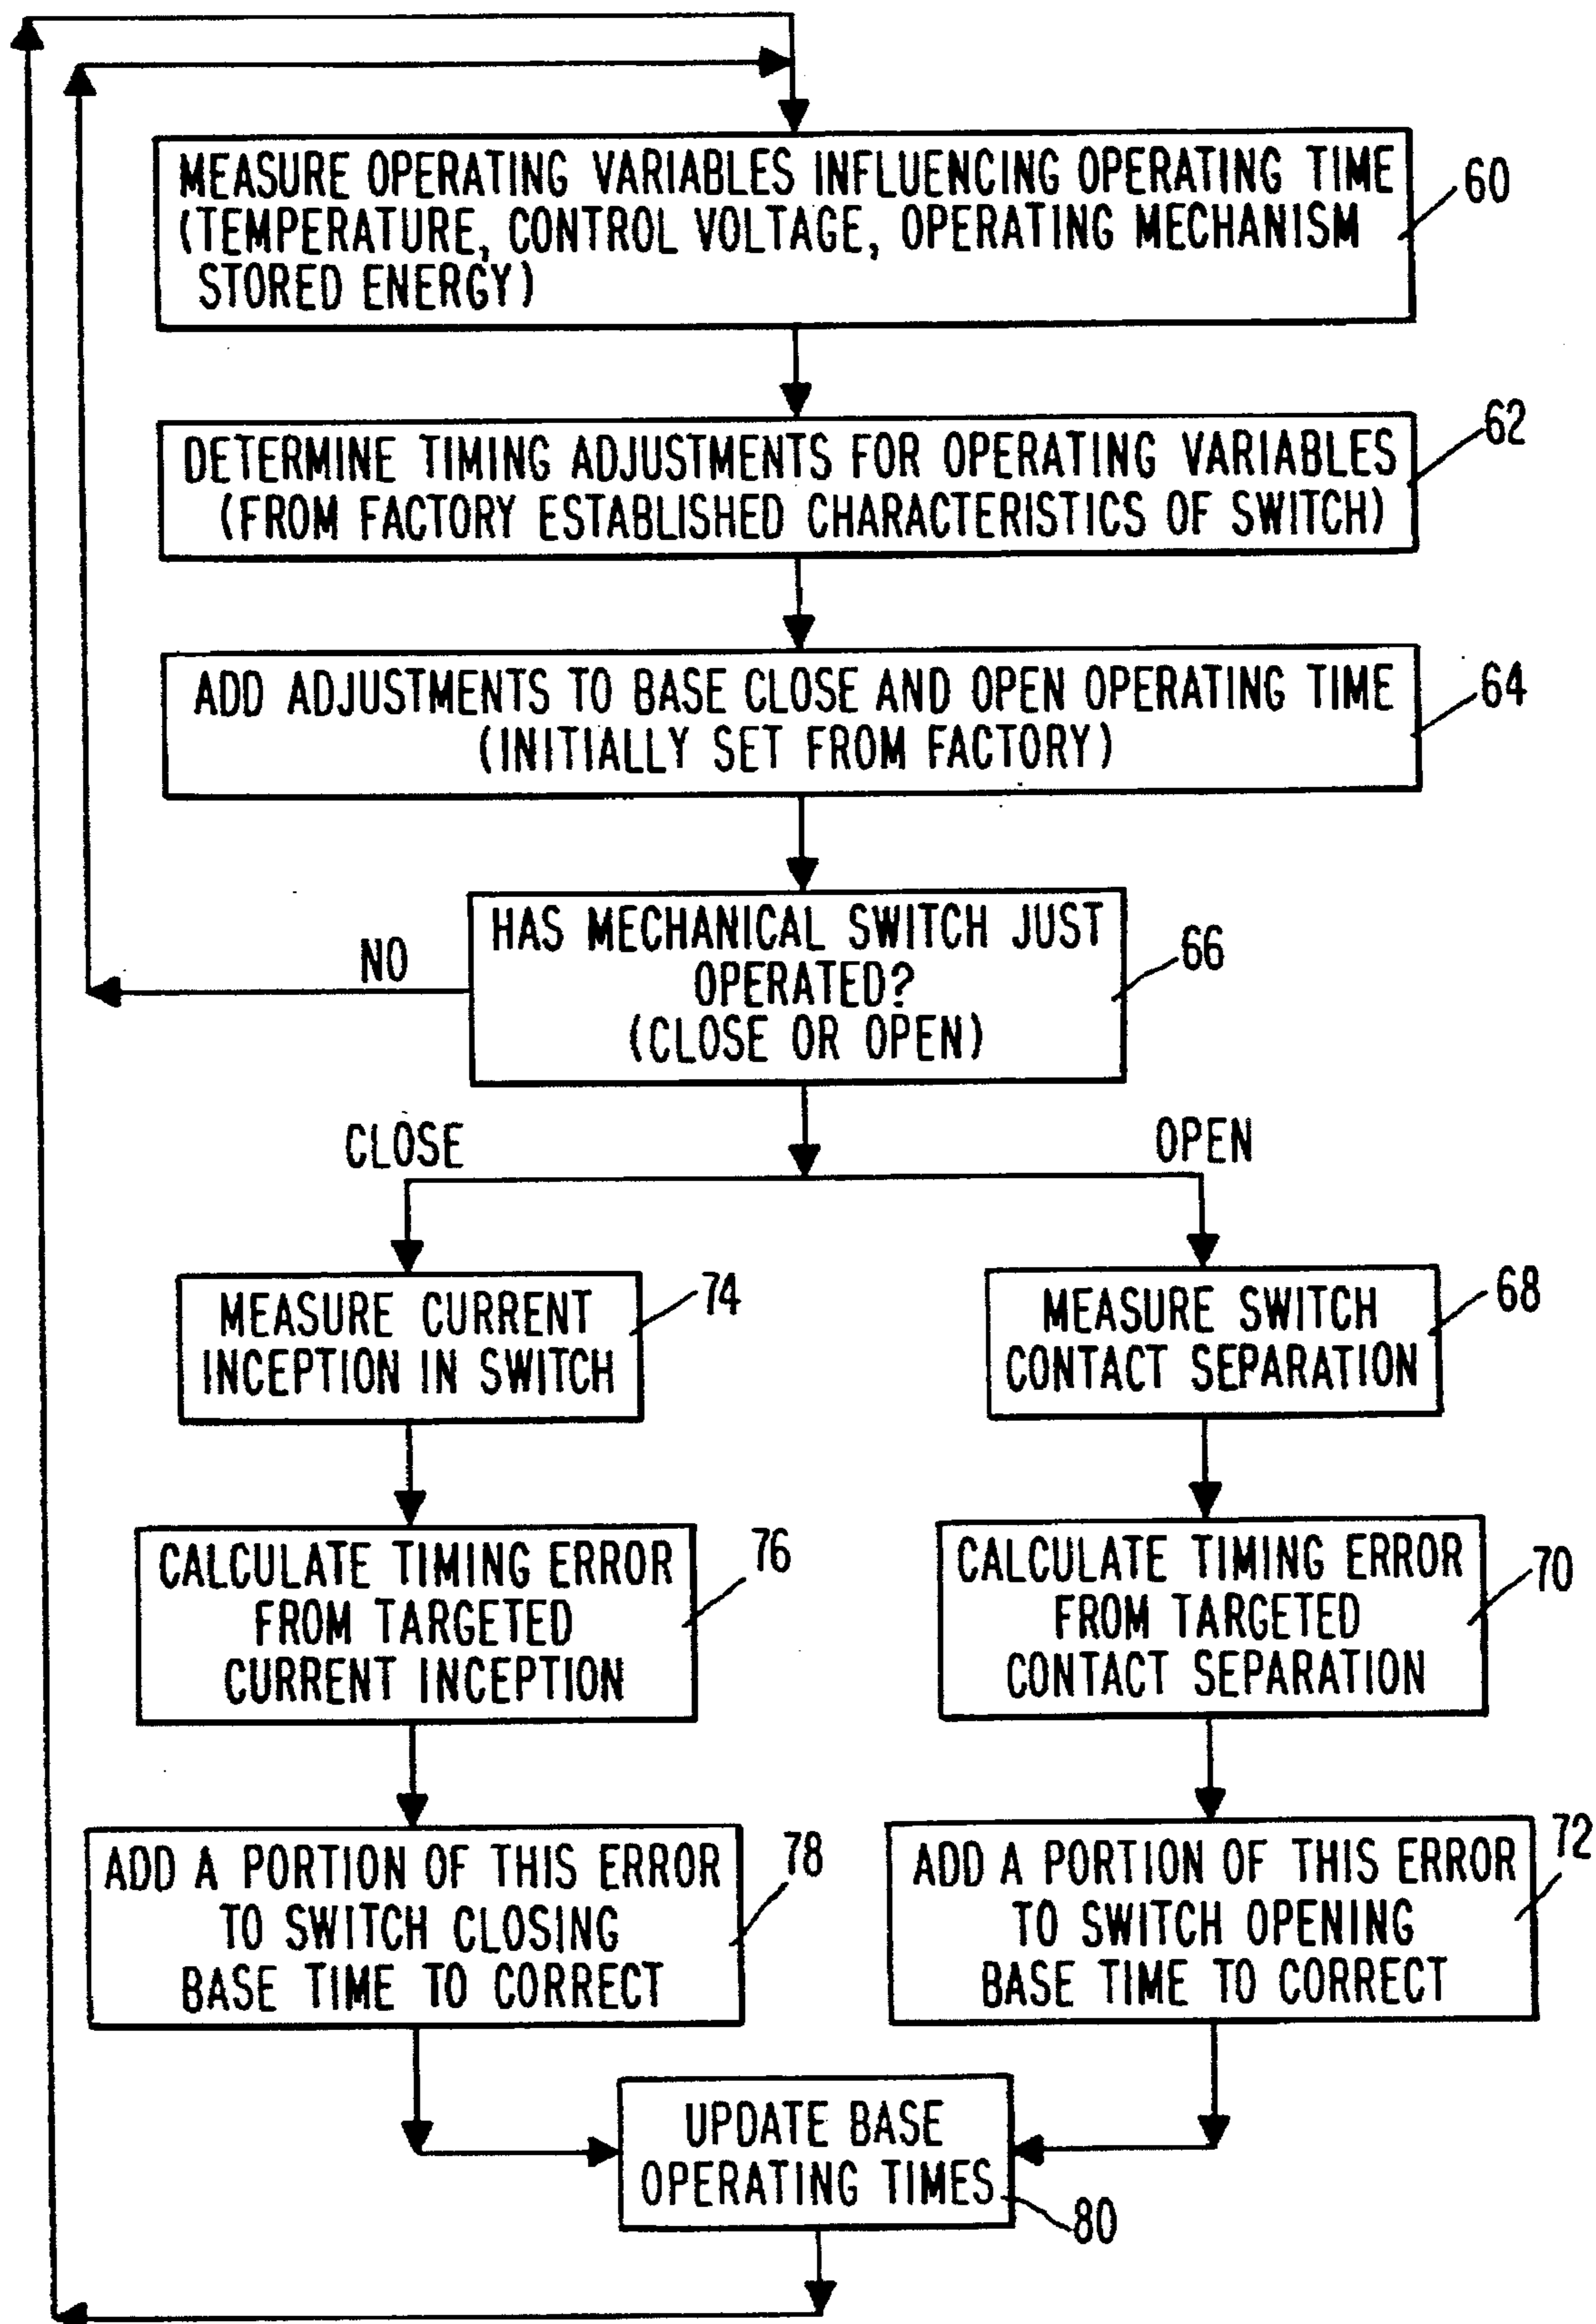 MEASURE OPERATING VARIABLES INFLUENCING OPERATING TIME
(TEMPERATURE, CONTROL VOLTAGE, OPERATING MECHANISM
STORED ENERGY)
60
DETERMINE TIMING ADJUSTMENTS FOR OPERATING VARIABLES
(FROM FACTORY ESTABLISHED CHARACTERISTICS OF SWITCH)
62
ADD ADJUSTMENTS TO BASE CLOSE AND OPEN OPERATING TIME
(INITIALLY SET FROM FACTORY)
64
HAS MECHANICAL SWITCH JUST
OPERATED?
(CLOSE OR OPEN)
66
NO
CLOSE
OPEN
MEASURE CURRENT
INCEPTION IN SWITCH
74
MEASURE SWITCH
CONTACT SEPARATION
68
CALCULATE TIMING ERROR
FROM TARGETED
CURRENT INCEPTION
76
CALCULATE TIMING ERROR
FROM TARGETED
CONTACT SEPARATION
70
ADD A PORTION OF THIS ERROR
TO SWITCH CLOSING
BASE TIME TO CORRECT
78
ADD A PORTION OF THIS ERROR
TO SWITCH OPENING
BASE TIME TO CORRECT
72
UPDATE BASE
OPERATING TIMES
80